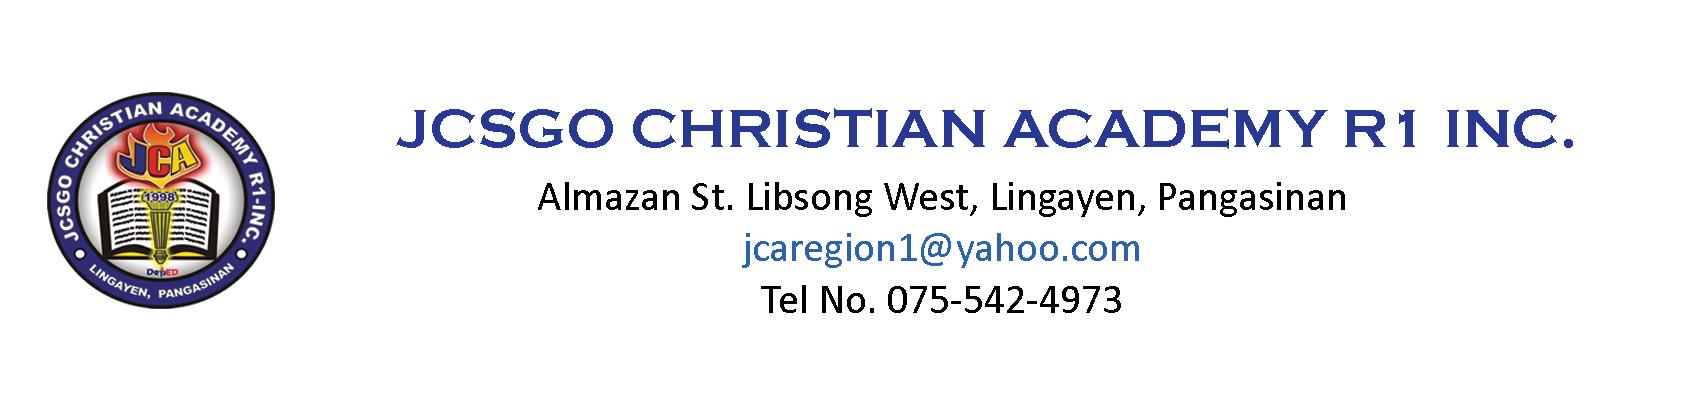 JCSGO CHRISTIAN ACADEMY R1-INC.
JCA
1998
DepED
LINGAYEN, PANGASINAN
JCSGO CHRISTIAN ACADEMY R1 INC.
Almazan St. Libsong West, Lingayen, Pangasinan
jcaregion1@yahoo.com
Tel No. 075-542-4973